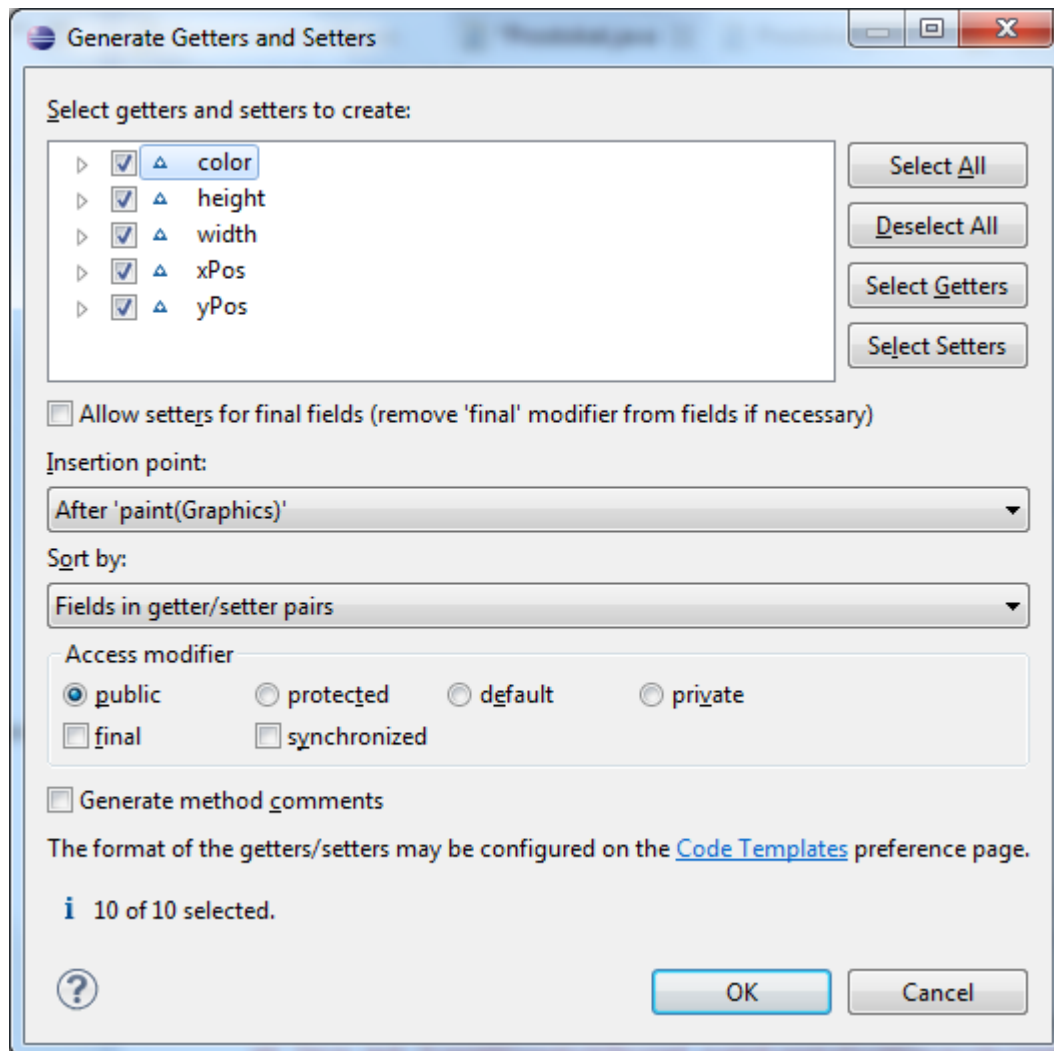 Generate Getters and Setters
Select getters and setters to create:
color
height
width
xPos
yPos
Select All
Deselect All
Select Getters
Select Setters
Allow setters for final fields (remove 'final' modifier from fields if necessary)
Insertion point:
After 'paint(Graphics)'
Sort by:
Fields in getter/setter pairs
Access modifier
public protected default private
final synchronized
Generate method comments
The format of the getters/setters may be configured on the Code Templates preference page.
i 10 of 10 selected.
? OK Cancel